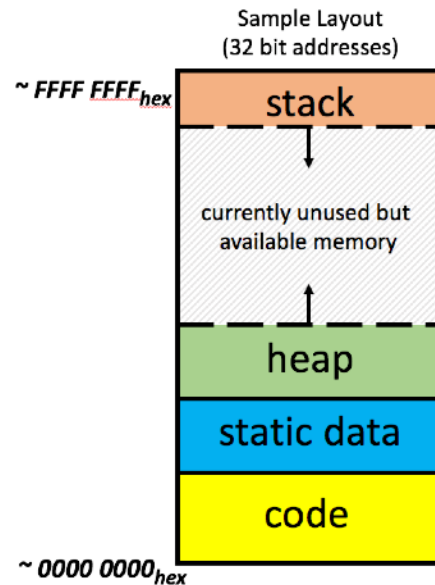 Sample Layout
(32 bit addresses)
~ FFFF FFFFhex
stack
currently unused but
available memory
heap
static data
code
~ 0000 0000hex